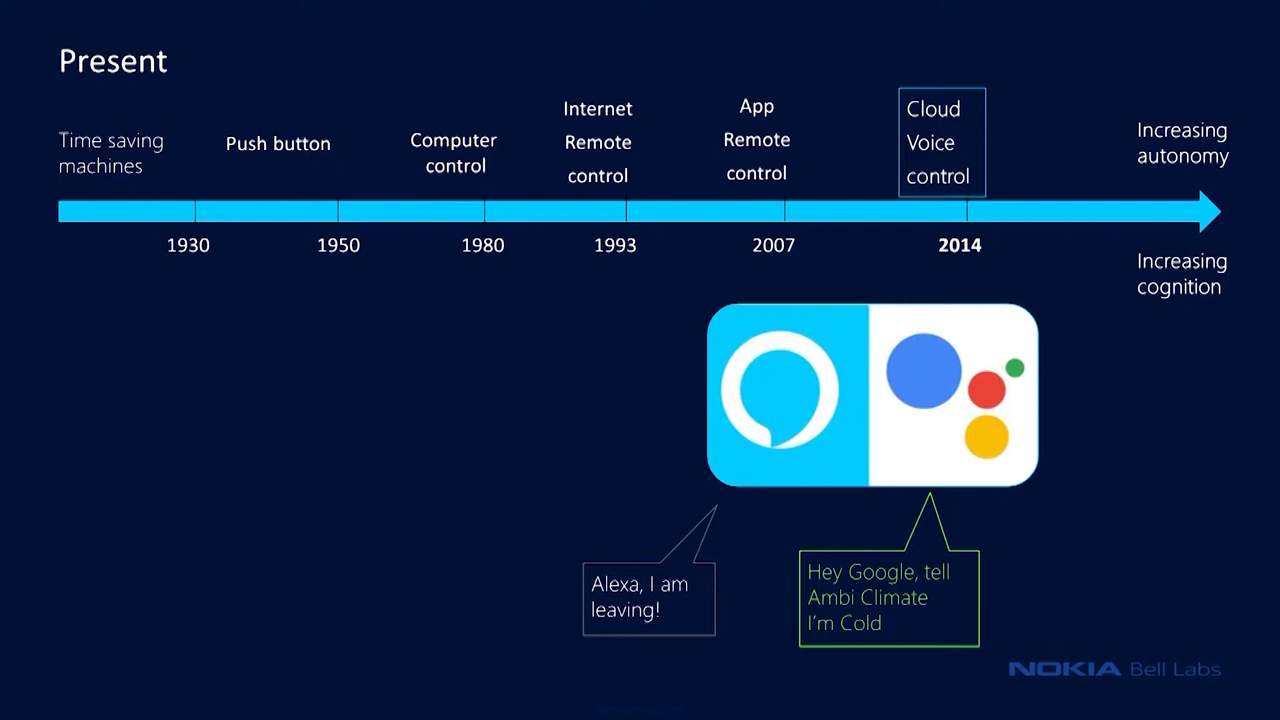 Present
Time saving
machines
Push button
Computer
control
Internet
Remote
control
App
Remote
control
Cloud
Voice
control
Increasing
autonomy
1930
1950
1980
1993
2007
2014
Increasing
cognition
Alexa, I am
leaving!
Hey Google, tell
Ambi Climate
I'm Cold
NOKIA Bell Labs